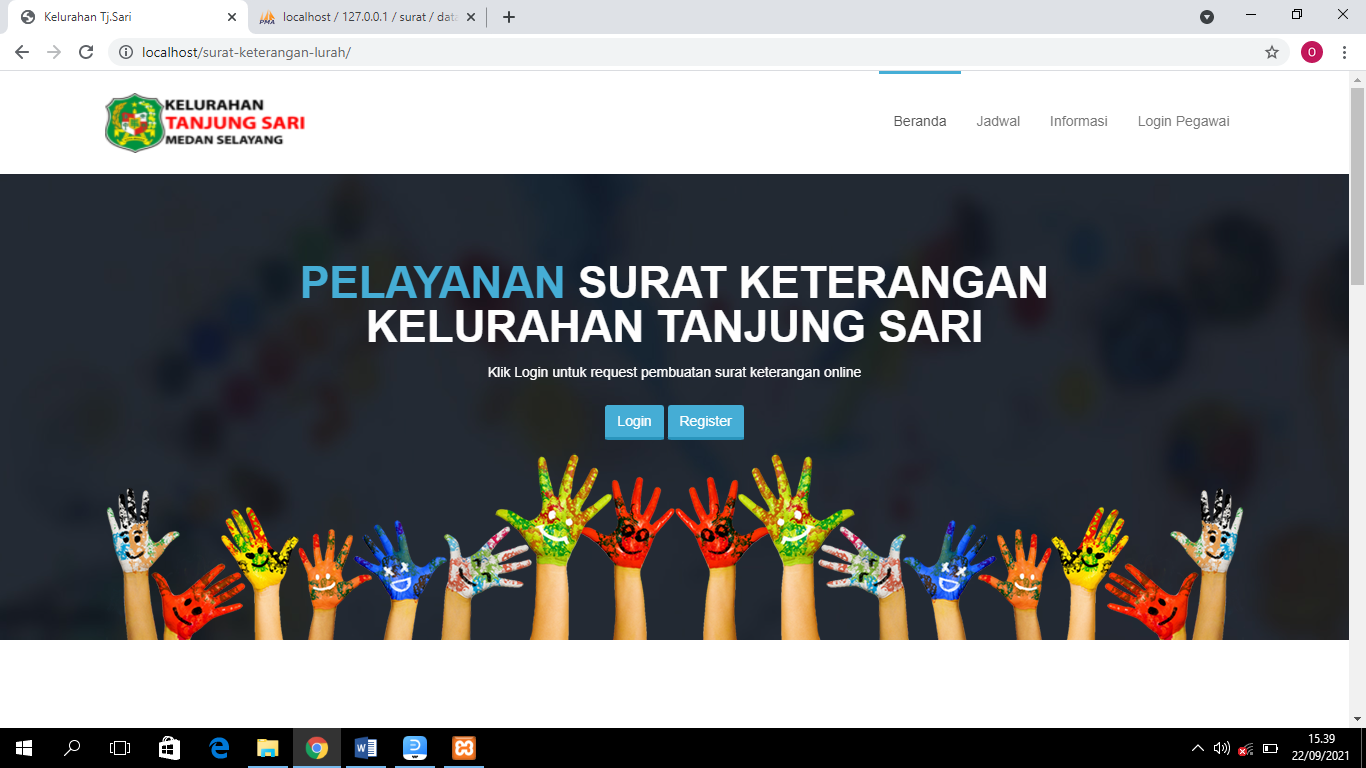 Kelurahan Tj.Sari
localhost / 127.0.0.1 / surat / data
localhost/surat-keterangan-lurah/
O
KELURAHAN
TANJUNG SARI
MEDAN SELAYANG
Beranda
Jadwal
Informasi
Login Pegawai
PELAYANAN SURAT KETERANGAN
KELURAHAN TANJUNG SARI
Klik Login untuk request pembuatan surat keterangan online
Login
Register
15.39
22/09/2021